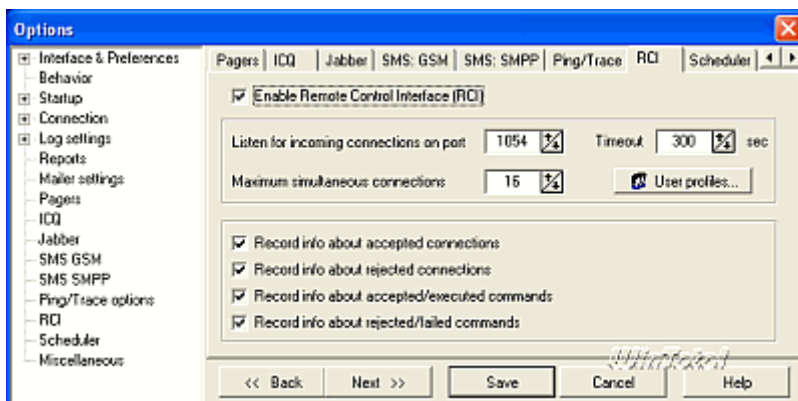 Options
Interface & Preferences
Behavior
Startup
Connection
Log settings
Reports
Mailer settings
Pagers
ICQ
Jabber
SMS GSM
SMS SMPP
Ping/Trace options
RCI
Scheduler
Miscellaneous
Pagers ICQ Jabber SMS: GSM SMS: SMPP Ping/Trace RCI Scheduler
Enable Remote Control Interface (RCI)
Listen for incoming connections on port 1054 Timeout 300 sec
Maximum simultaneous connections 16 User profiles...
Record info about accepted connections
Record info about rejected connections
Record info about accepted/executed commands
Record info about rejected/failed commands
WinTotal
<< Back Next >> Save Cancel Help